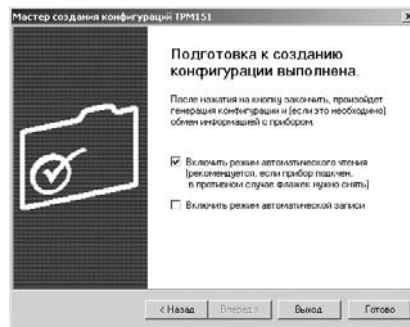 Мастер создания конфигураций ТРМ151
Подготовка к созданию
конфигурации выполнена.
После нажатия на кнопку закончить, произойдет
генерация конфигурации и (если это необходимо)
обмен информацией с прибором.
Включить режим автоматического чтения
(рекомендуется, если прибор подключен,
в противном случае флажек нужно снять)
Включить режим автоматической записи
< Назад
Вперед >
Выход
Готово